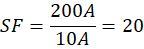 SF = 200A / 10A = 20